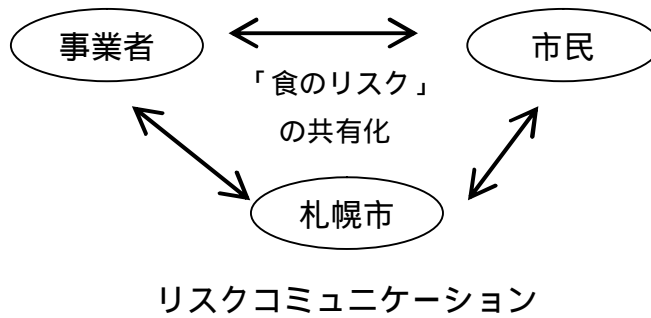 事業者
市民
「食のリスク」
の共有化
札幌市
リスクコミュニケーション